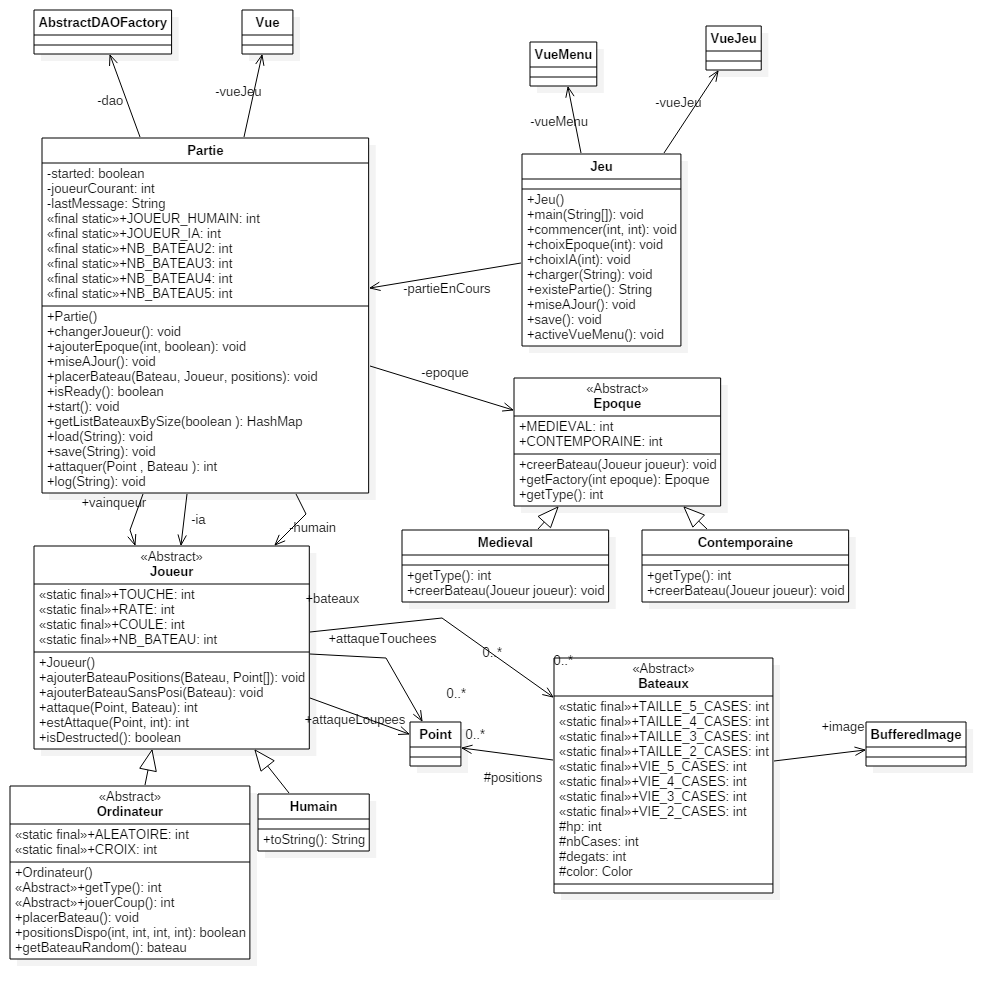 AbstractDAOFactory
Vue
VueMenu
VueJeu
-dao
-vueJeu
-vueMenu
-vueJeu
Partie
-started: boolean
-joueurCourant: int
-lastMessage: String
«final static»+JOUEUR_HUMAIN: int
«final static»+JOUEUR_IA: int
«final static»+NB_BATEAU2: int
«final static»+NB_BATEAU3: int
«final static»+NB_BATEAU4: int
«final static»+NB_BATEAU5: int
+Partie()
+changerJoueur(): void
+ajouterEpoque(int, boolean): void
+miseAJour(): void
+placerBateau(Bateau, Joueur, positions): void
+isReady(): boolean
+start(): void
+getListBateauxBySize(boolean ): HashMap
+load(String): void
+save(String): void
+attaquer(Point , Bateau ): int
+log(String): void
Jeu
+Jeu()
+main(String[]): void
+commencer(int, int): void
+choixEpoque(int): void
+choixIA(int): void
+charger(String): void
+existePartie(): String
+miseAJour(): void
+save(): void
+activeVueMenu(): void
-partieEnCours
-epoque
«Abstract»
Epoque
+MEDIEVAL: int
+CONTEMPORAINE: int
+creerBateau(Joueur joueur): void
+getFactory(int epoque): Epoque
+getType(): int
Medieval
+getType(): int
+creerBateau(Joueur joueur): void
Contemporaine
+getType(): int
+creerBateau(Joueur joueur): void
+vainqueur
-ia
-humain
«Abstract»
Joueur
«static final»+TOUCHE: int
«static final»+RATE: int
«static final»+COULE: int
«static final»+NB_BATEAU: int
+Joueur()
+ajouterBateauPositions(Bateau, Point[]): void
+ajouterBateauSansPosi(Bateau): void
+attaque(Point, Bateau): int
+estAttaque(Point, int): int
+isDestructed(): boolean
+bateaux
+attaqueTouchees
0..*
0..*
0..*
+attaqueLoupees
0..*
Point
#positions
«Abstract»
Bateaux
«static final»+TAILLE_5_CASES: int
«static final»+TAILLE_4_CASES: int
«static final»+TAILLE_3_CASES: int
«static final»+TAILLE_2_CASES: int
«static final»+VIE_5_CASES: int
«static final»+VIE_4_CASES: int
«static final»+VIE_3_CASES: int
«static final»+VIE_2_CASES: int
#hp: int
#nbCases: int
#degats: int
#color: Color
+image
BufferedImage
«Abstract»
Ordinateur
«static final»+ALEATOIRE: int
«static final»+CROIX: int
+Ordinateur()
«Abstract»+getType(): int
«Abstract»+jouerCoup(): int
+placerBateau(): void
+positionsDispo(int, int, int, int): boolean
+getBateauRandom(): bateau
Humain
+toString(): String